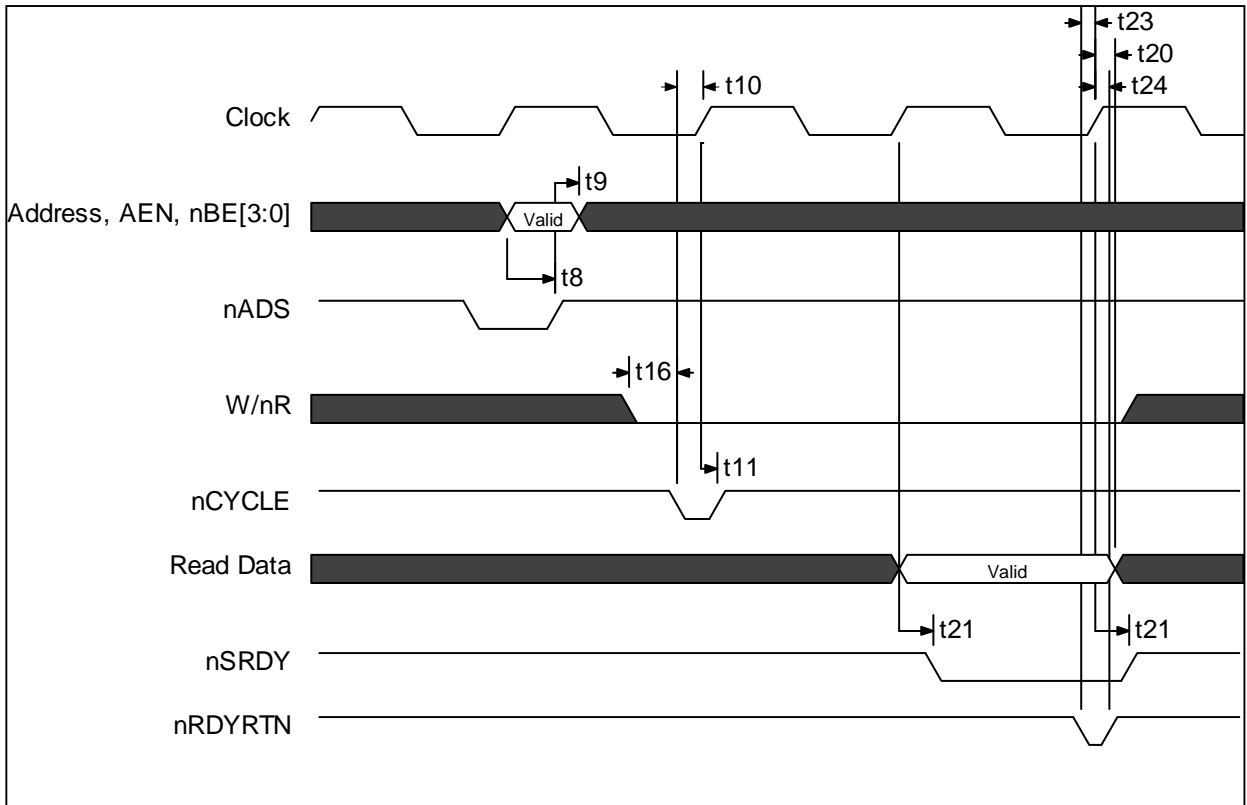 t23
t20
t10
t24
Clock
t9
Address, AEN, nBE[3:0]
Valid
t8
nADS
t16
W/nR
t11
nCYCLE
Read Data
Valid
t21
t21
nSRDY
nRDYRTN